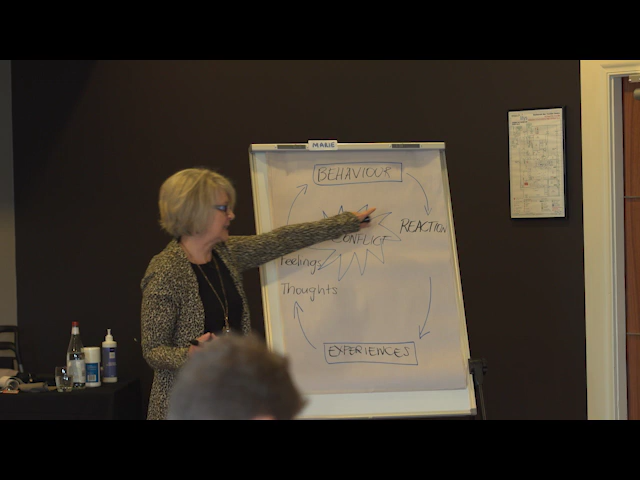 MARIE
BEHAVIOUR
CONFLICT
REACTION
Feelings
Thoughts
EXPERIENCES